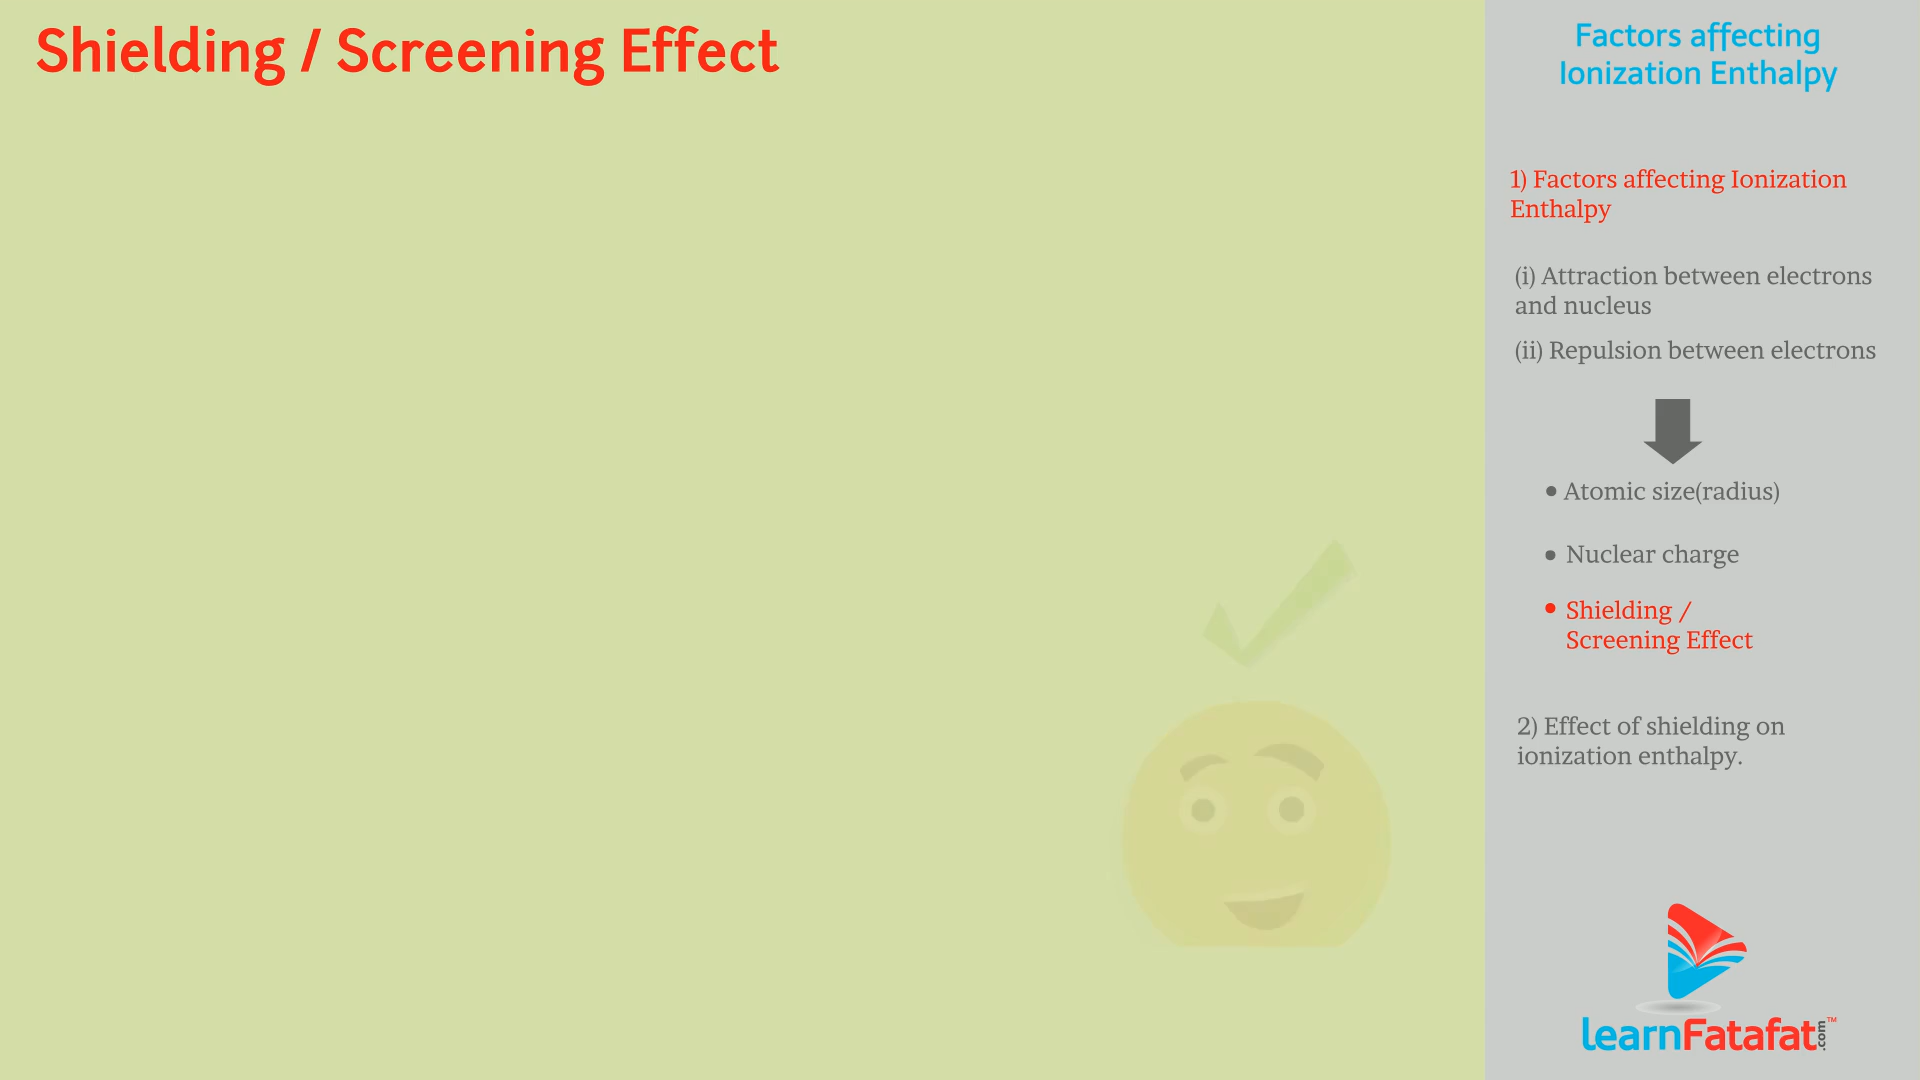 Shielding / Screening Effect
Factors affecting
Ionization Enthalpy
1) Factors affecting Ionization
Enthalpy
(i) Attraction between electrons
and nucleus
(ii) Repulsion between electrons
• Atomic size(radius)
• Nuclear charge
• Shielding /
Screening Effect
2) Effect of shielding on
ionization enthalpy.
learnFatafat.com™